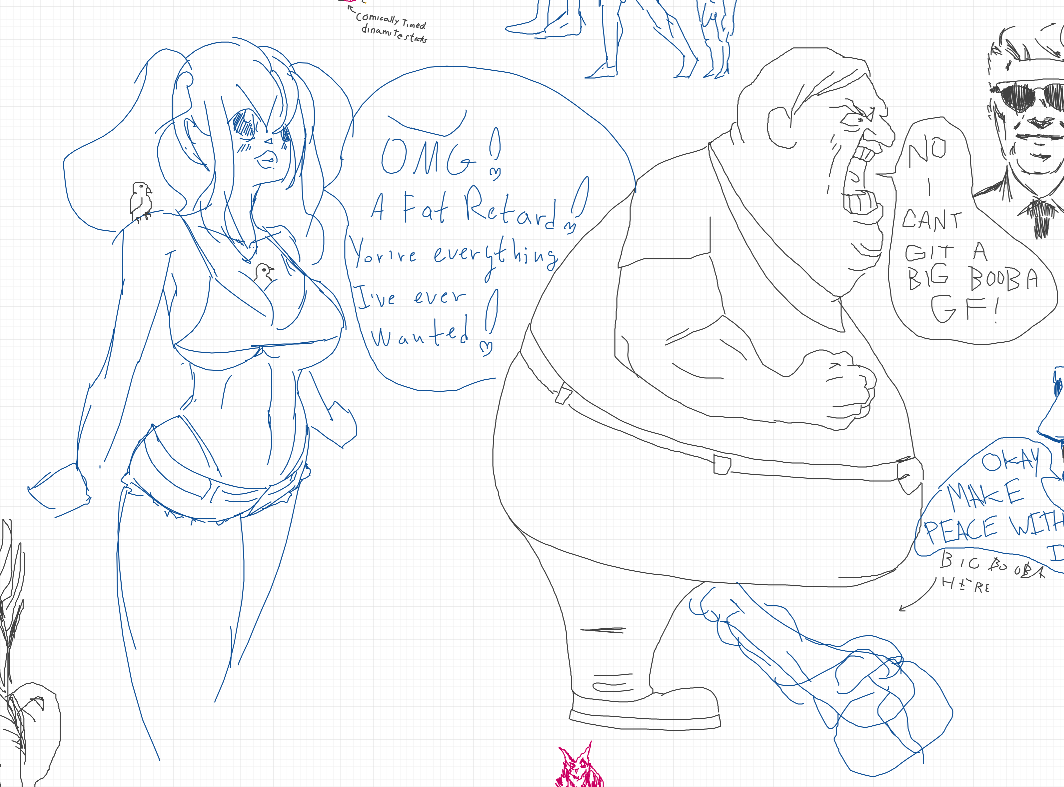 Comically Timed
dinamite sticks
OMG!
A Fat Retard!
You're everything
I've ever
Wanted!
NO
I
CANT
GIT A
BIG BOOBA
GF!
OKAY
MAKE
PEACE WITH
BIG BOOBA
HERE